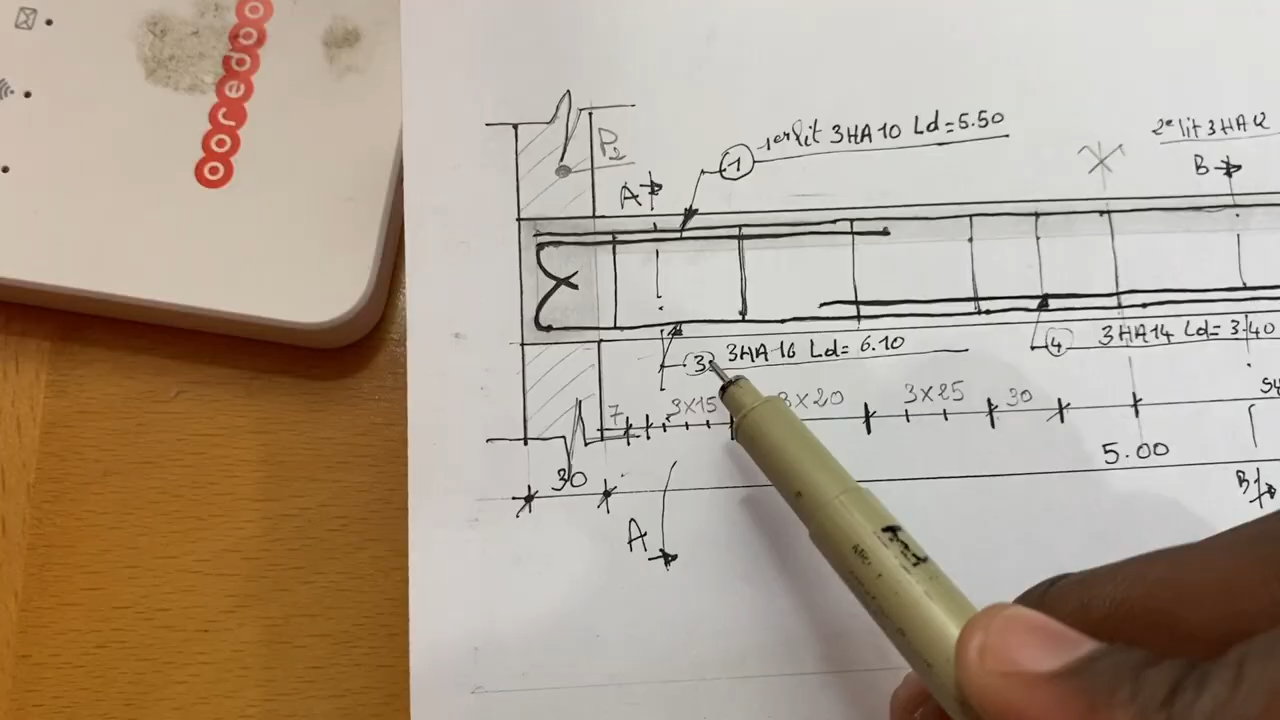 ooredoo
P2
1er lit 3HA10 Ld=5.50
2e lit 3HA12
1
A
B
3 3HA16 Ld= 6.10
4 3HA14 Ld= 3.40
7 3x15 3x20 3x25 30
5.00
30
B
A